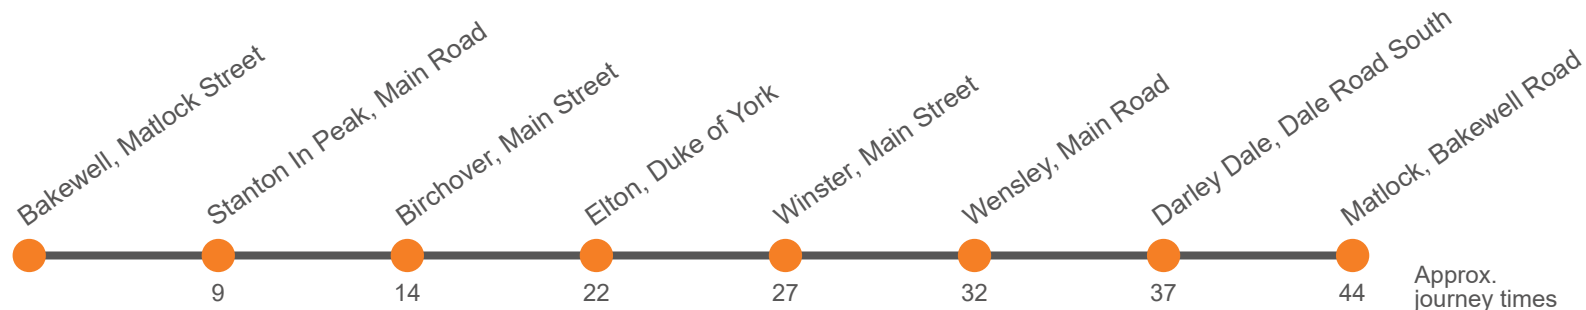 Bakewell, Matlock Street
Stanton In Peak, Main Road
Birchover, Main Street
Elton, Duke of York
Winster, Main Street
Wensley, Main Road
Darley Dale, Dale Road South
Matlock, Bakewell Road
9
14
22
27
32
37
44
Approx.
journey times